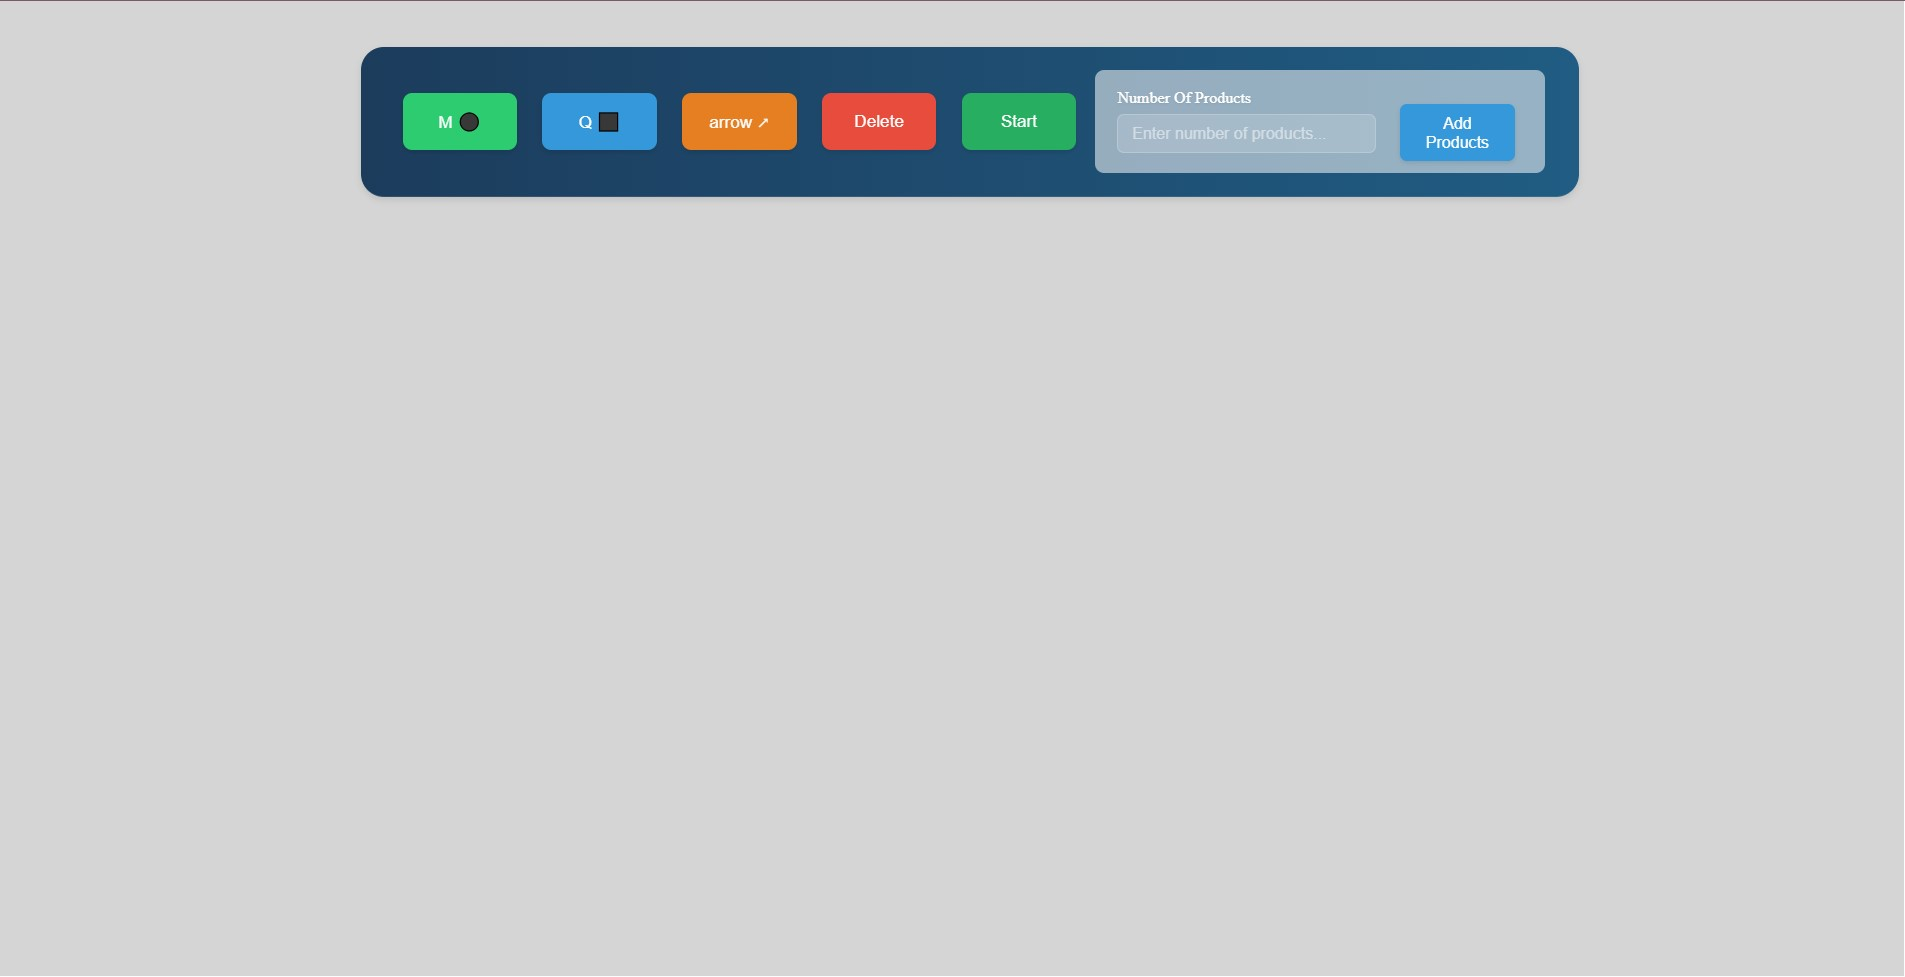 M ⚫
Q ⬛
arrow ↗
Delete
Start
Number Of Products
Enter number of products...
Add
Products